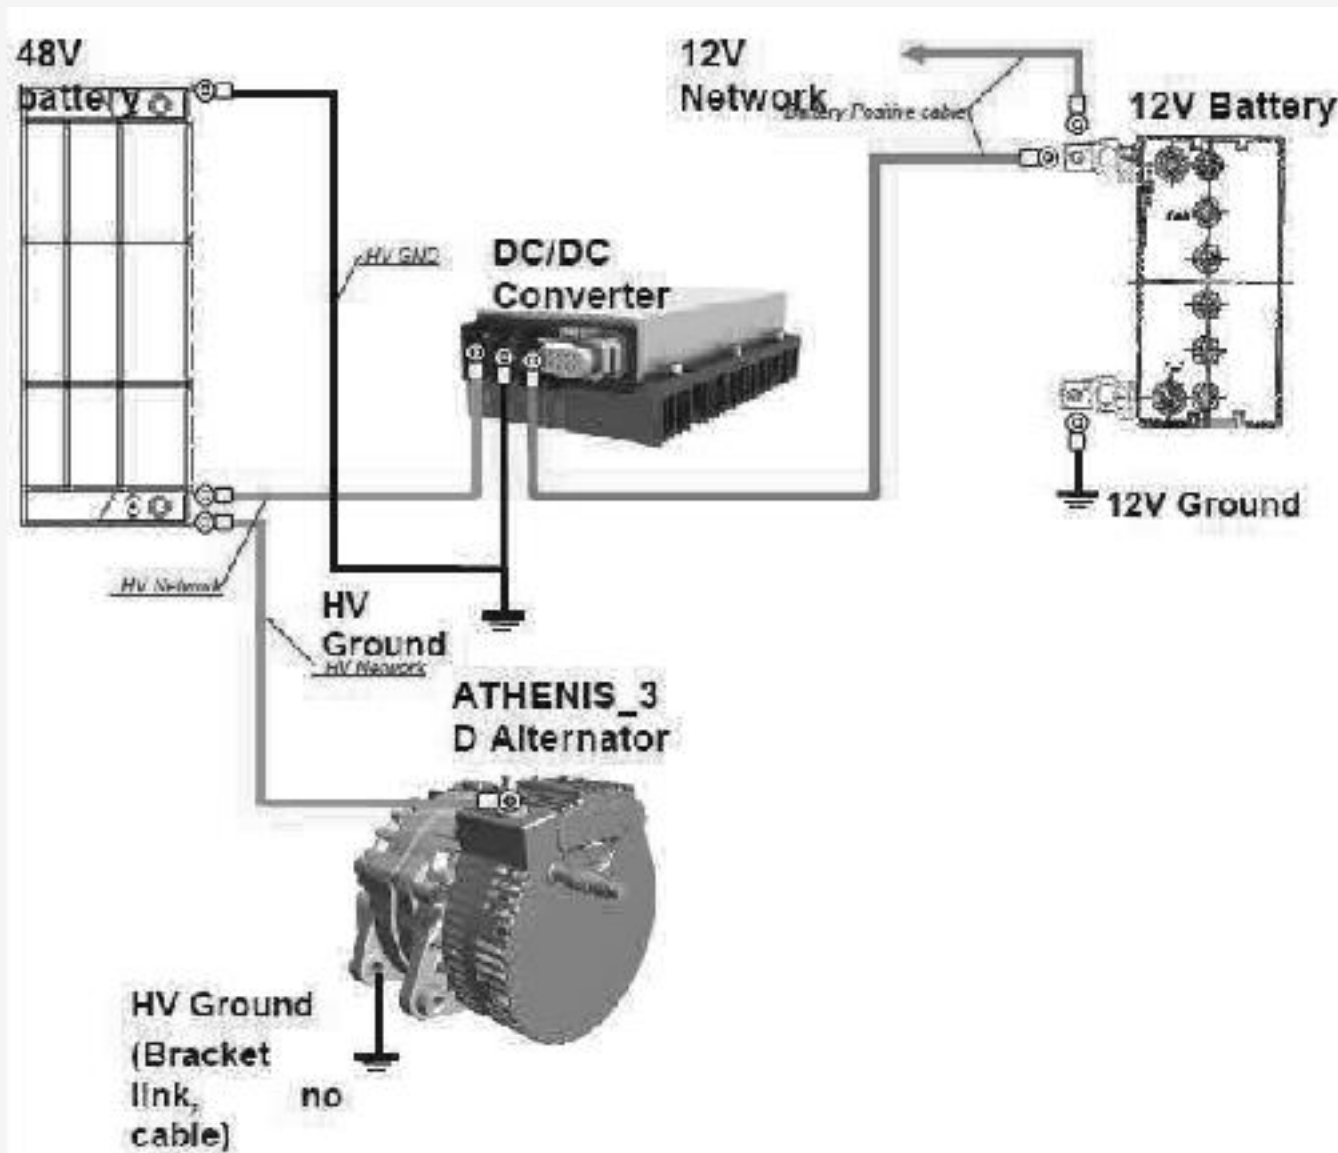 48V
battery
12V
Network
Battery Positive cable
12V Battery
HV GND
DC/DC
Converter
12V Ground
HV Network
HV
Ground
HV Network
ATHENIS_3
D Alternator
HV Ground
(Bracket
link, no
cable)